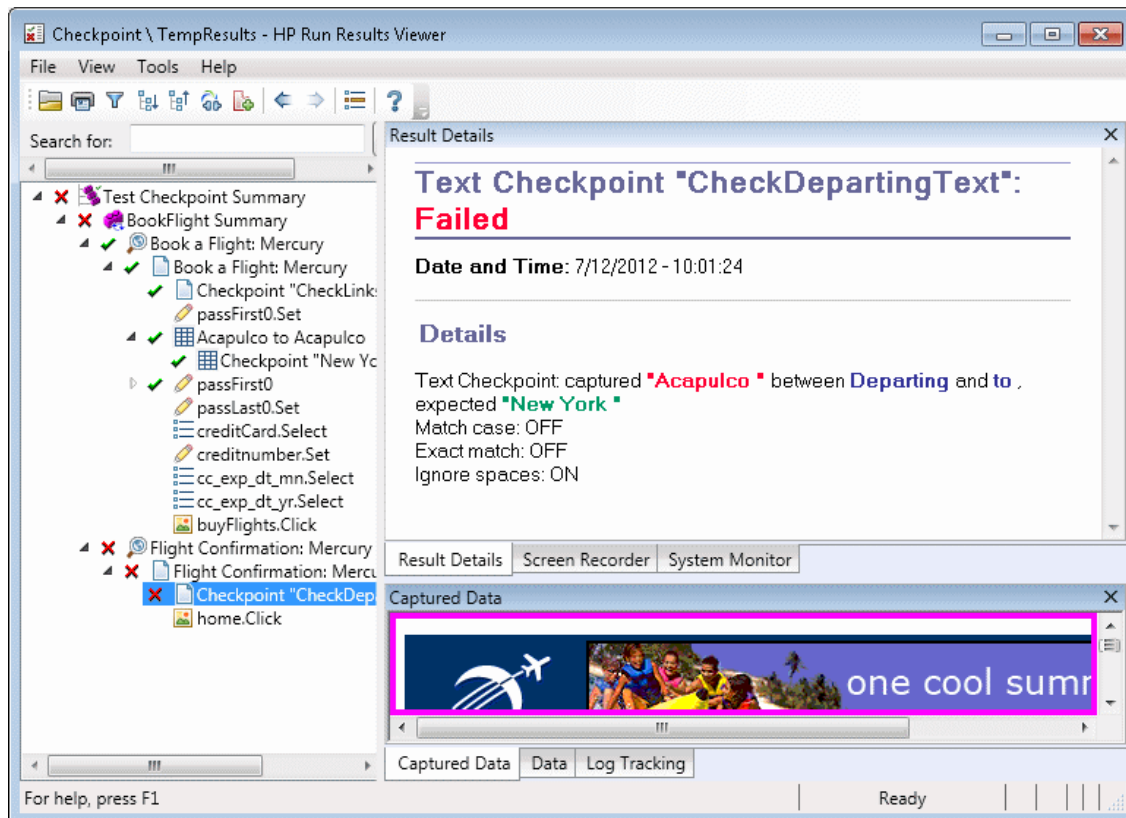 Checkpoint \ TempResults - HP Run Results Viewer
File View Tools Help
Search for:
Test Checkpoint Summary
BookFlight Summary
Book a Flight: Mercury
Book a Flight: Mercury
Checkpoint "CheckLink
passFirst0.Set
Acapulco to Acapulco
Checkpoint "New Yo
passFirst0
passLast0.Set
creditCard.Select
creditnumber.Set
cc_exp_dt_mn.Select
cc_exp_dt_yr.Select
buyFlights.Click
Flight Confirmation: Mercury
Flight Confirmation: Mercu
Checkpoint "CheckDep
home.Click
Result Details
Text Checkpoint "CheckDepartingText":
Failed
Date and Time: 7/12/2012 - 10:01:24
Details
Text Checkpoint: captured "Acapulco " between Departing and to ,
expected "New York "
Match case: OFF
Exact match: OFF
Ignore spaces: ON
Result Details Screen Recorder System Monitor
Captured Data
one cool summ
Captured Data Data Log Tracking
For help, press F1
Ready